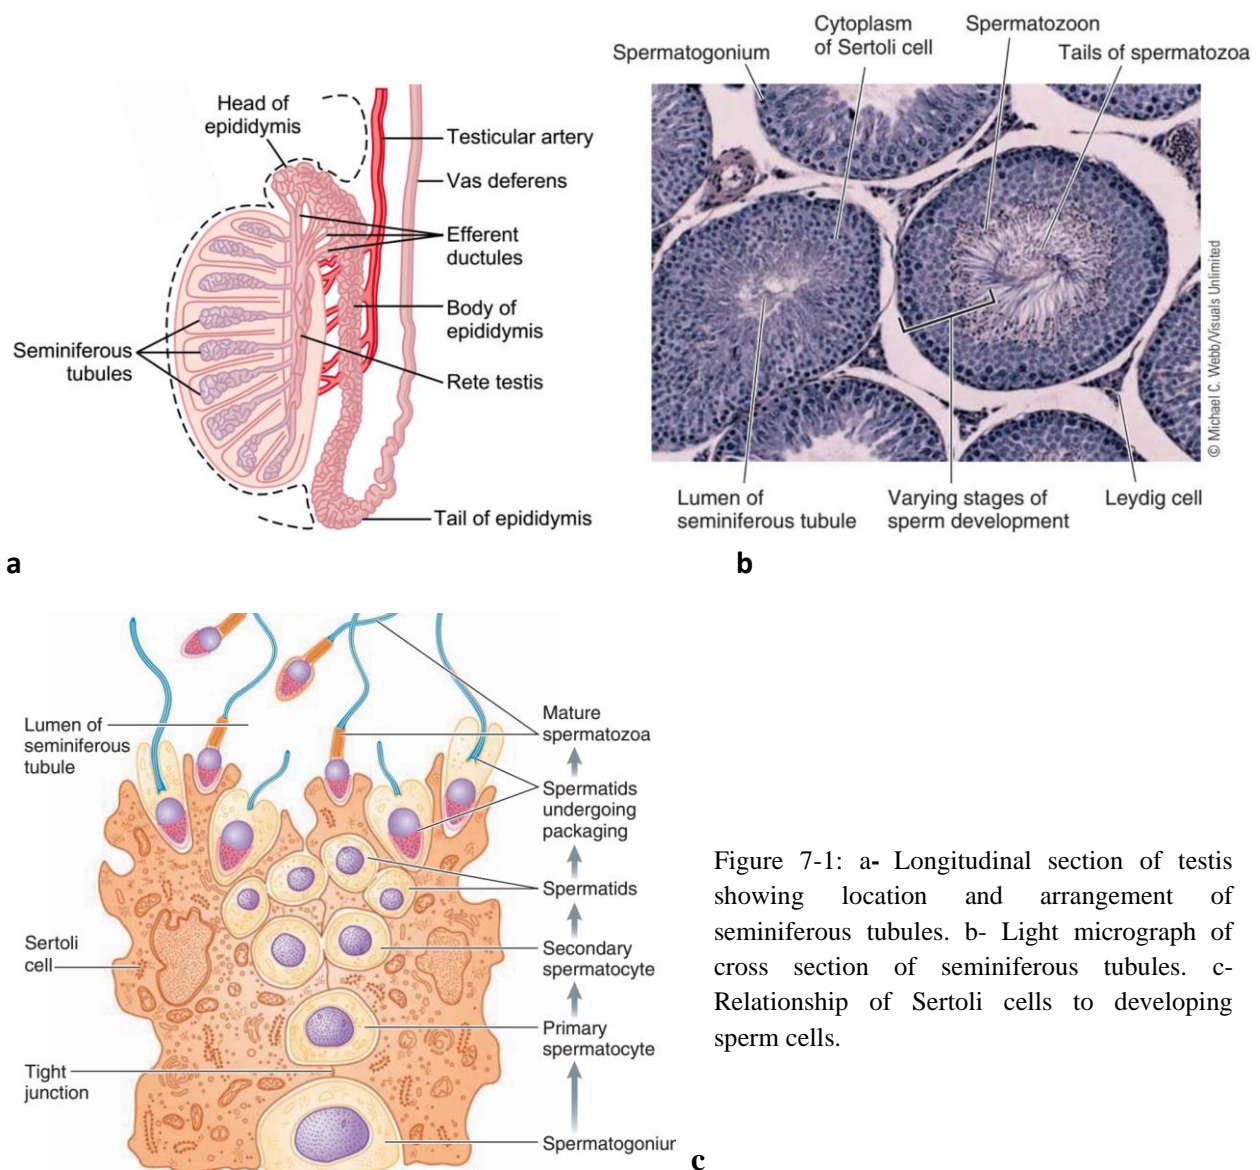 Head of
epididymis
Testicular artery
Vas deferens
Efferent
ductules
Body of
epididymis
Seminiferous
tubules
Rete testis
Tail of epididymis
a
Cytoplasm
of Sertoli cell
Spermatozoon
Spermatogonium
Tails of spermatozoa
© Michael C. Webb/Visuals Unlimited
Lumen of
seminiferous tubule
Varying stages of
sperm development
Leydig cell
b
Lumen of
seminiferous
tubule
Mature
spermatozoa
Spermatids
undergoing
packaging
Spermatids
Sertoli
cell
Secondary
spermatocyte
Primary
spermatocyte
Tight
junction
Spermatogoniur
c
Figure 7-1: a- Longitudinal section of testis
showing location and arrangement of
seminiferous tubules. b- Light micrograph of
cross section of seminiferous tubules. c-
Relationship of Sertoli cells to developing
sperm cells.